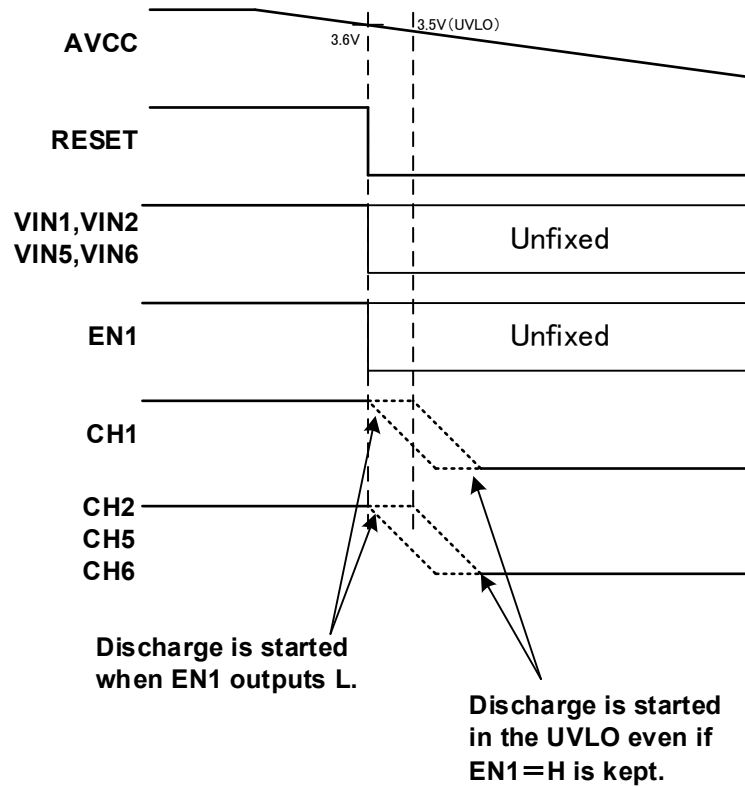 AVCC
3.6V
3.5V(UVLO)
RESET
VIN1,VIN2
VIN5,VIN6
Unfixed
EN1
Unfixed
CH1
CH2
CH5
CH6
Discharge is started
when EN1 outputs L.
Discharge is started
in the UVLO even if
EN1=H is kept.